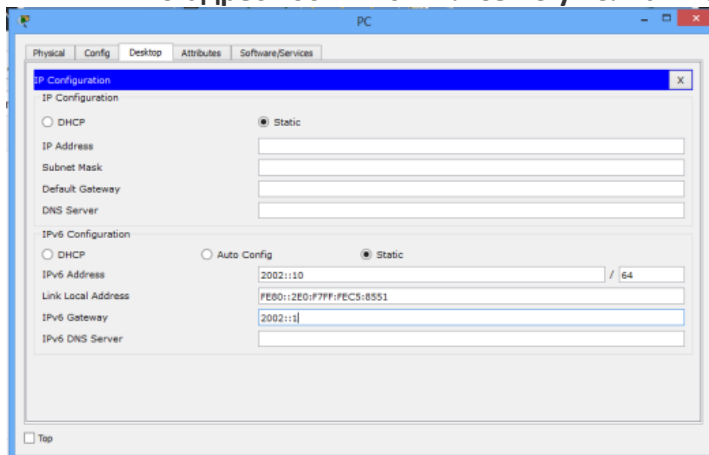 PC
Physical Config Desktop Attributes Software/Services
IP Configuration X
IP Configuration
DHCP Static
IP Address
Subnet Mask
Default Gateway
DNS Server
IPv6 Configuration
DHCP Auto Config Static
IPv6 Address 2002::10 / 64
Link Local Address FE80::2E0:F7FF:FEC5:8551
IPv6 Gateway 2002::1
IPv6 DNS Server
Top